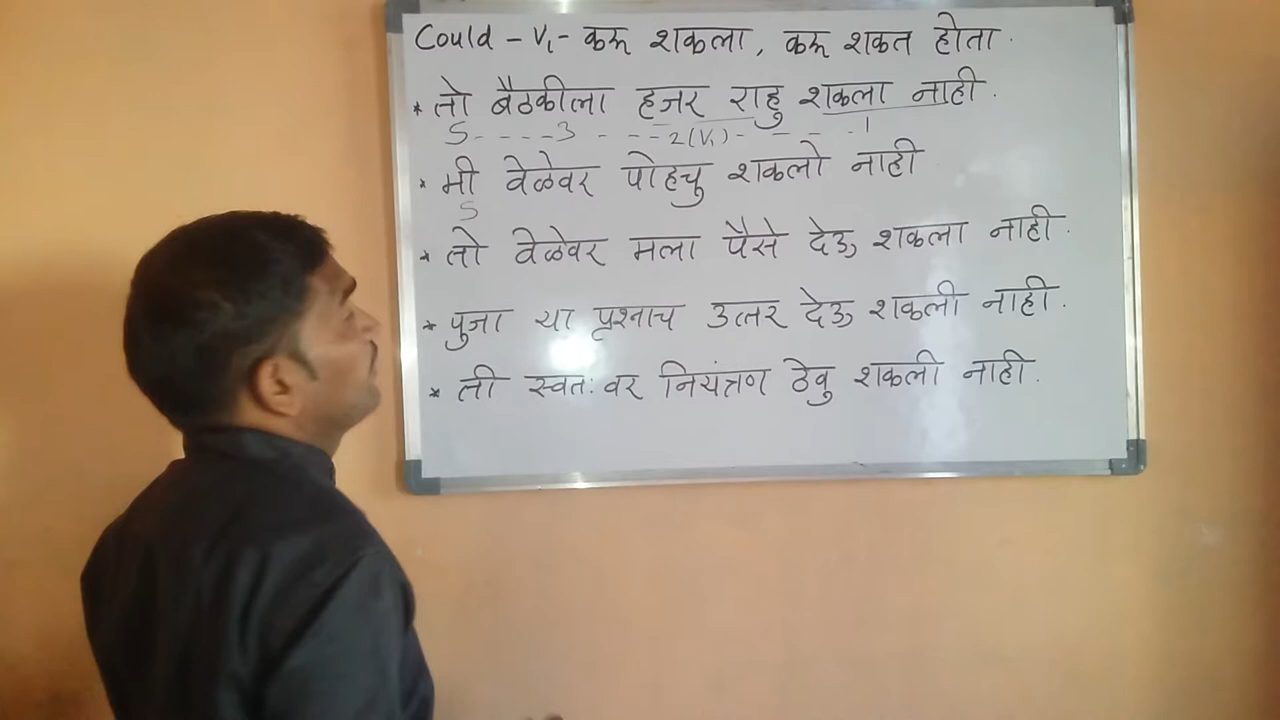 Could - V₁ - करू शकला, करू शकत होता.
* तो बैठकीला हजर राहु शकला नाही.
S- - - - -3 - - - -2(V₁)- - - - - .1
* मी वेळेवर पोहचु शकलो नाही
S
* तो वेळेवर मला पैसे देऊ शकला नाही.
* पुजा या प्रश्नाच उत्तर देऊ शकली नाही.
* ती स्वतः वर नियंत्रण ठेवु शकली नाही.